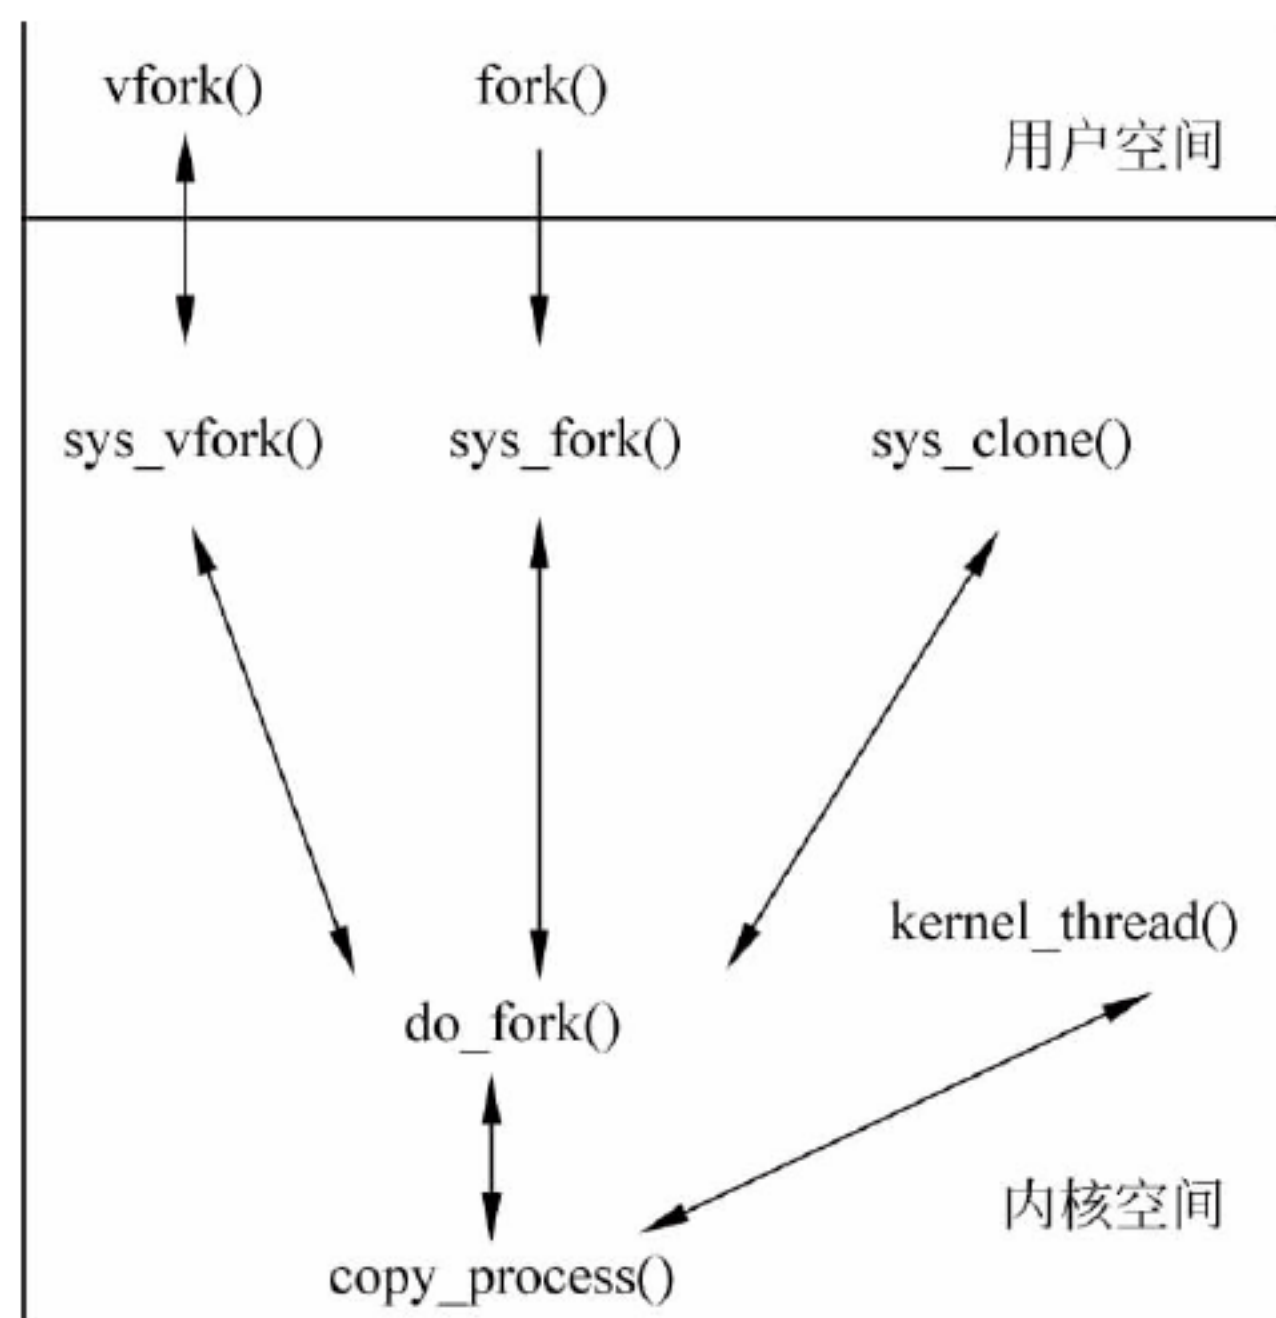 vfork()
fork()
用户空间
sys_vfork()
sys_fork()
sys_clone()
kernel_thread()
do_fork()
内核空间
copy_process()